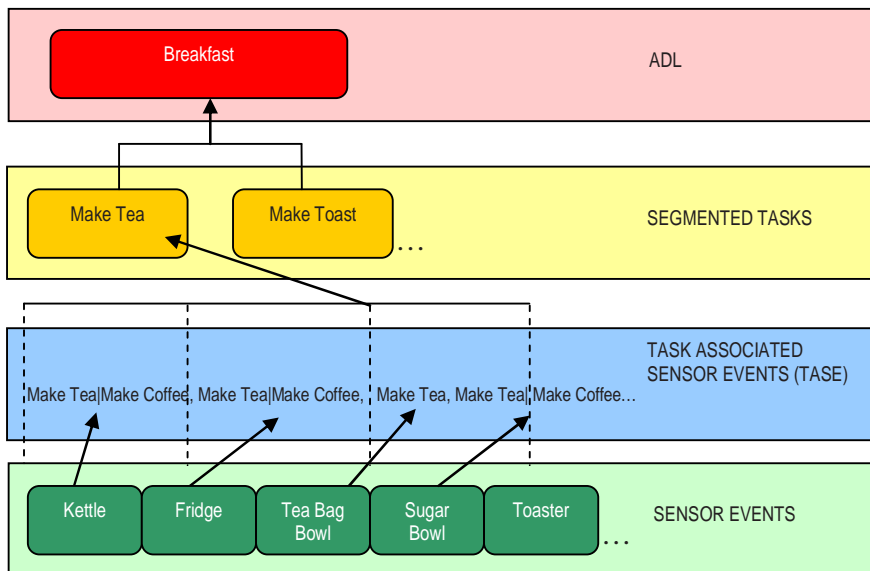 Breakfast
ADL
Make Tea
Make Toast
...
SEGMENTED TASKS
TASK ASSOCIATED
SENSOR EVENTS (TASE)
Make Tea|Make Coffee, Make Tea|Make Coffee, Make Tea, Make Tea| Make Coffee...
Kettle
Fridge
Tea Bag
Bowl
Sugar
Bowl
Toaster
...
SENSOR EVENTS